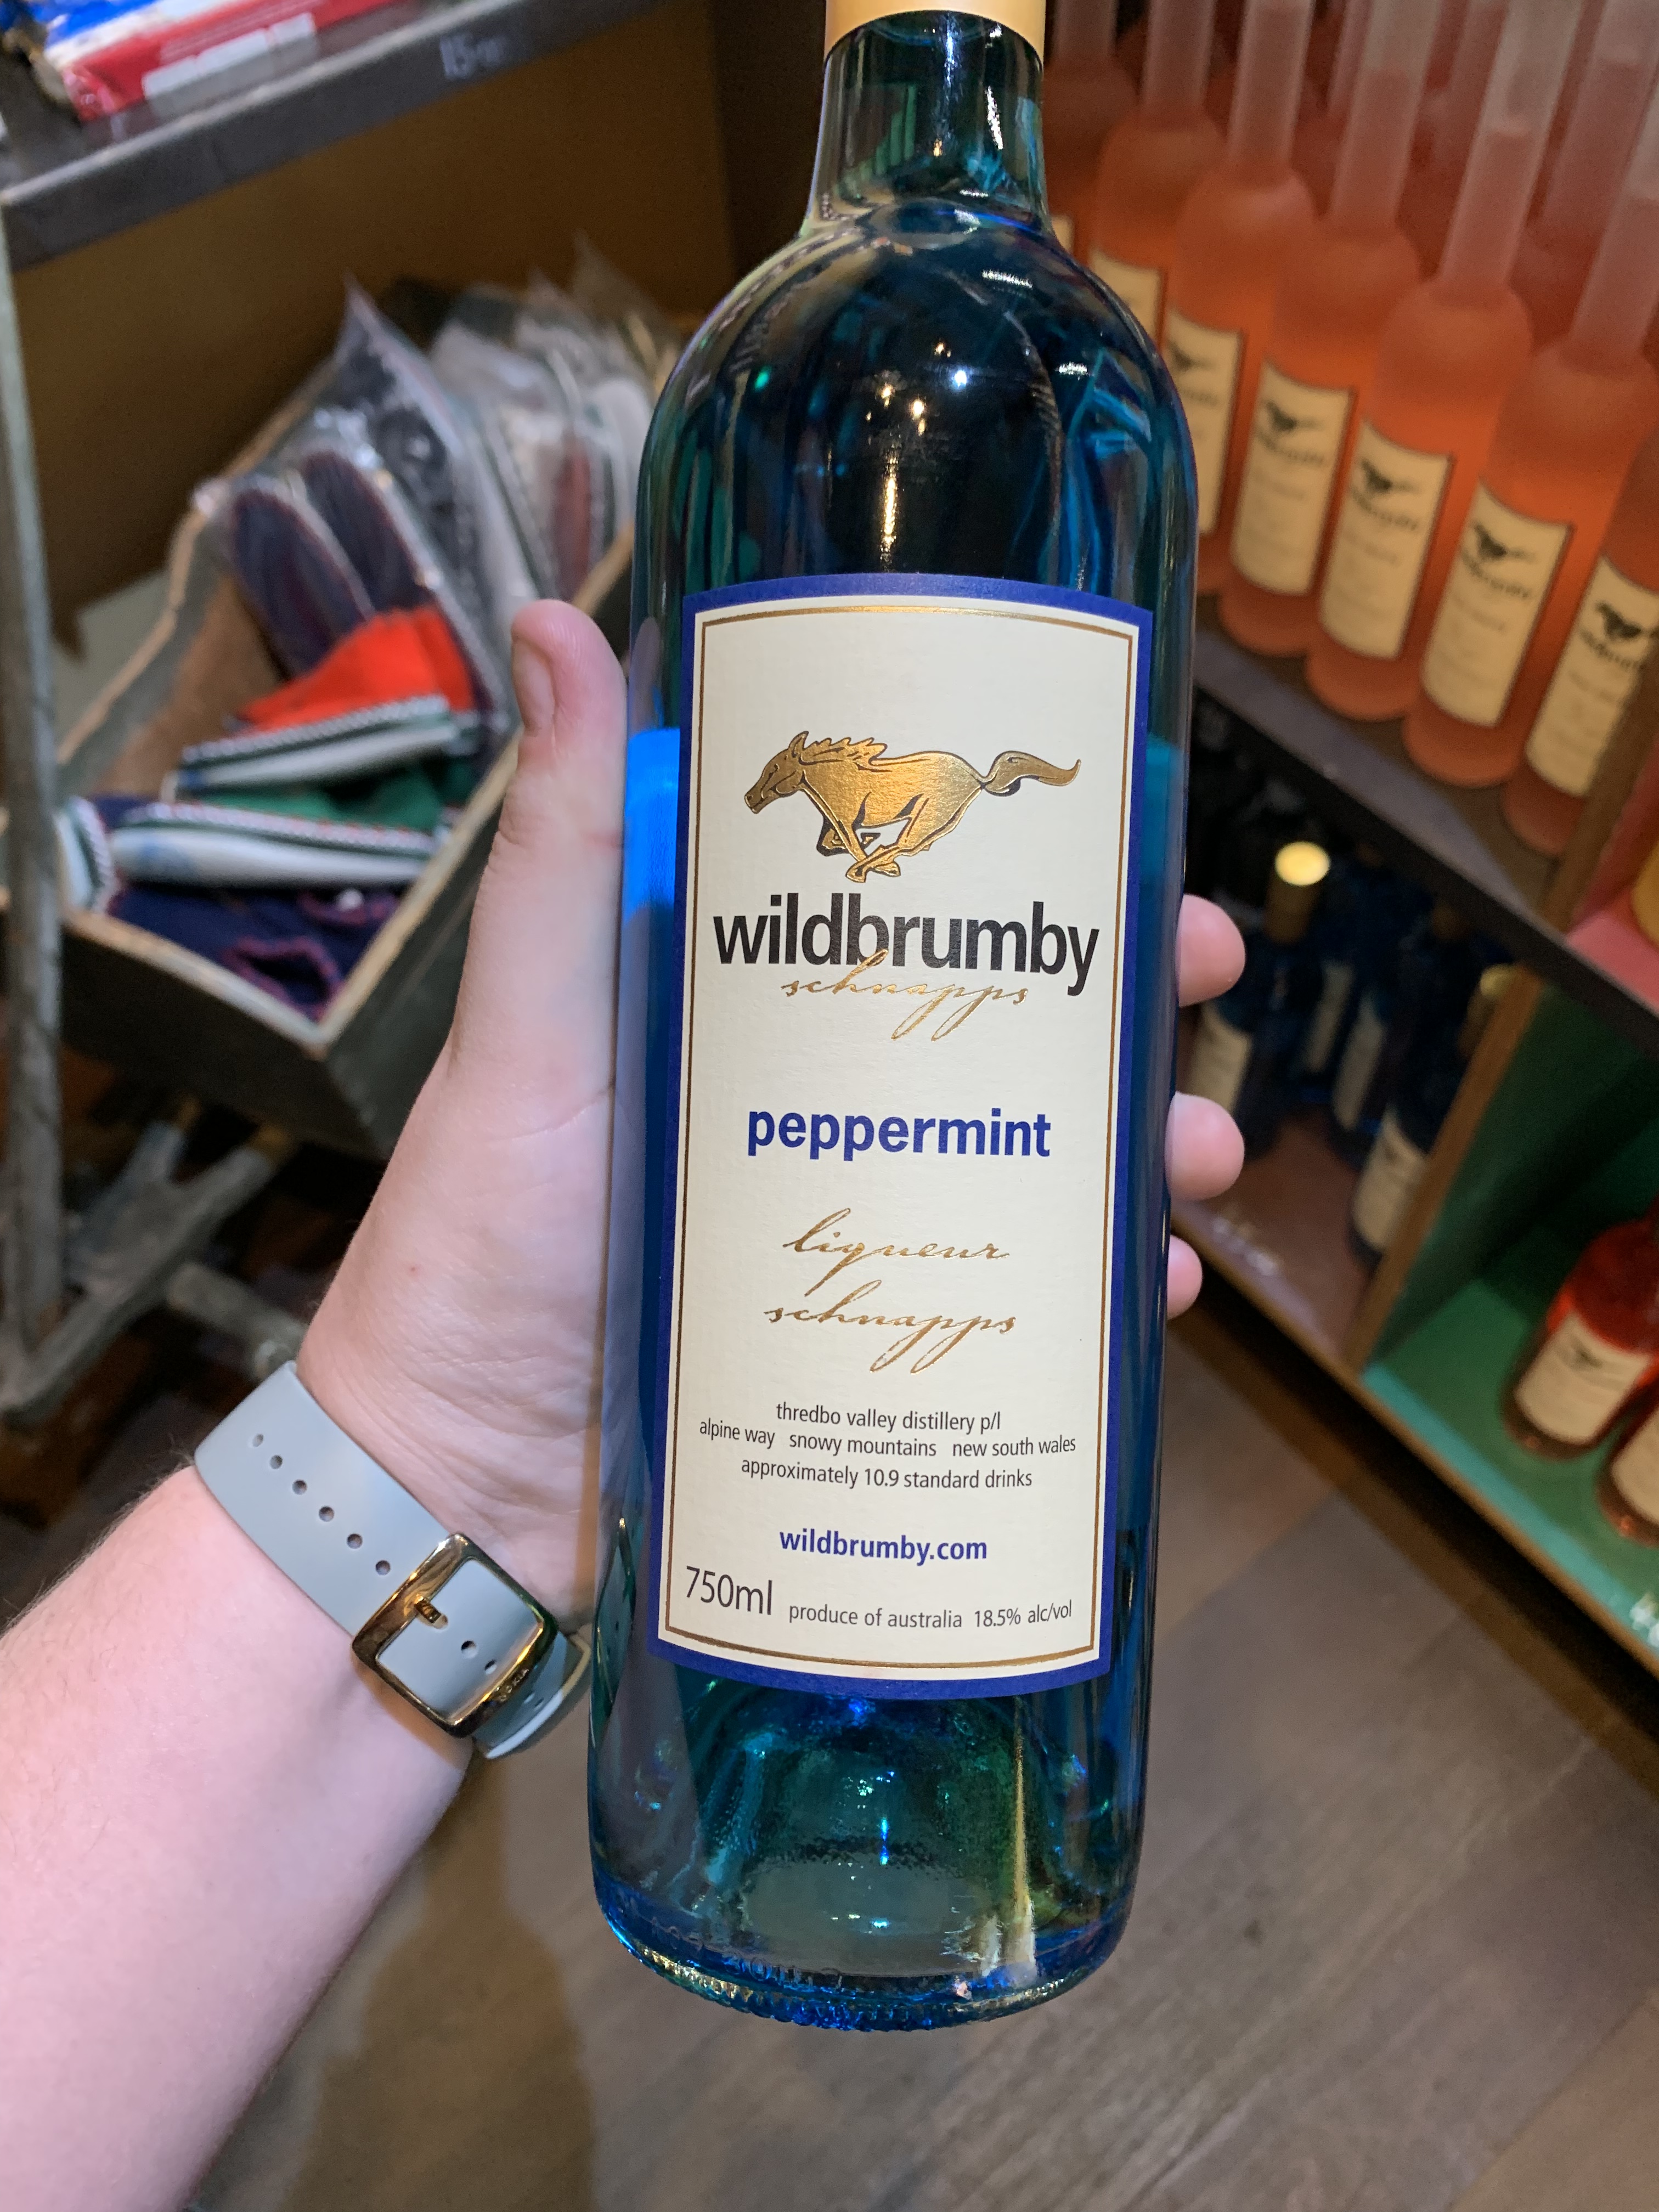 wildbrumby
schnapps
peppermint
liqueur
schnapps
thredbo valley distillery p/l
alpine way snowy mountains new south wales
approximately 10.9 standard drinks
wildbrumby.com
750ml produce of australia 18.5% alc/vol